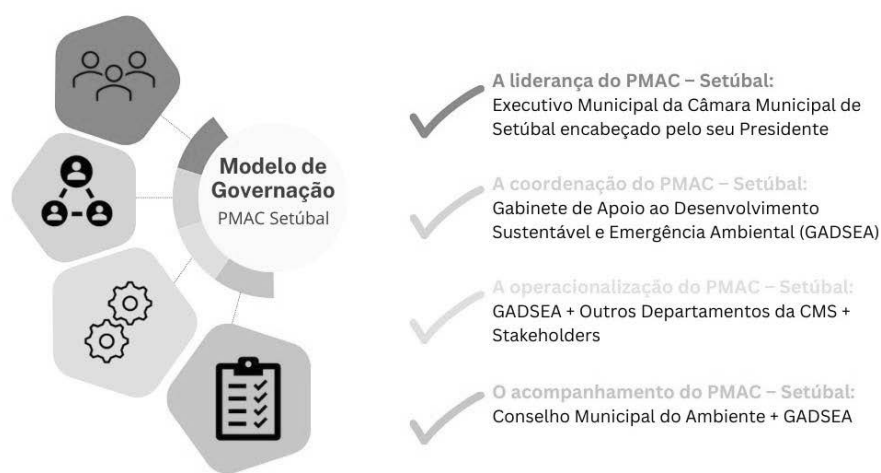 Modelo de
Governação
PMAC Setúbal
A liderança do PMAC – Setúbal:
Executivo Municipal da Câmara Municipal de
Setúbal encabeçado pelo seu Presidente
A coordenação do PMAC – Setúbal:
Gabinete de Apoio ao Desenvolvimento
Sustentável e Emergência Ambiental (GADSEA)
A operacionalização do PMAC – Setúbal:
GADSEA + Outros Departamentos da CMS +
Stakeholders
O acompanhamento do PMAC – Setúbal:
Conselho Municipal do Ambiente + GADSEA